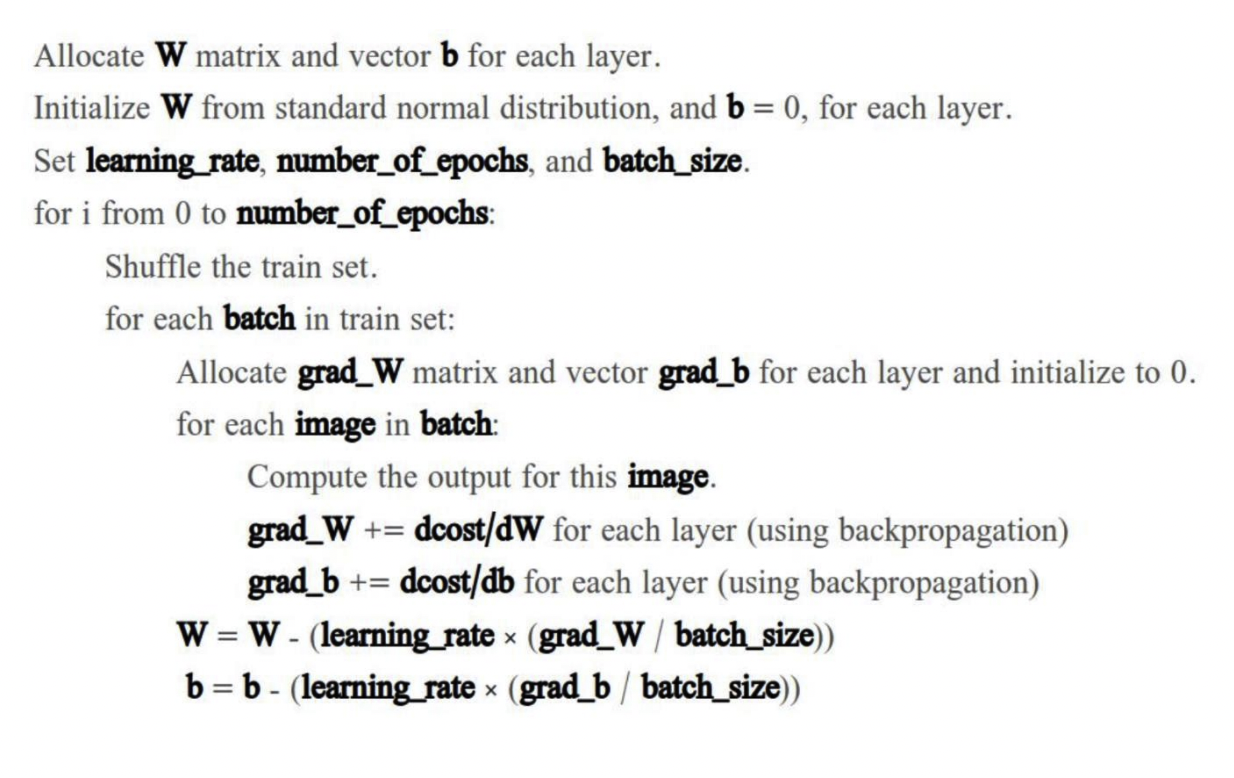 Allocate W matrix and vector b for each layer.
Initialize W from standard normal distribution, and b = 0, for each layer.
Set learning_rate, number_of_epochs, and batch_size.
for i from 0 to number_of_epochs:
Shuffle the train set.
for each batch in train set:
Allocate grad_W matrix and vector grad_b for each layer and initialize to 0.
for each image in batch:
Compute the output for this image.
grad_W += dcost/dW for each layer (using backpropagation)
grad_b += dcost/db for each layer (using backpropagation)
W = W - (learning_rate × (grad_W / batch_size))
b = b - (learning_rate × (grad_b / batch_size))